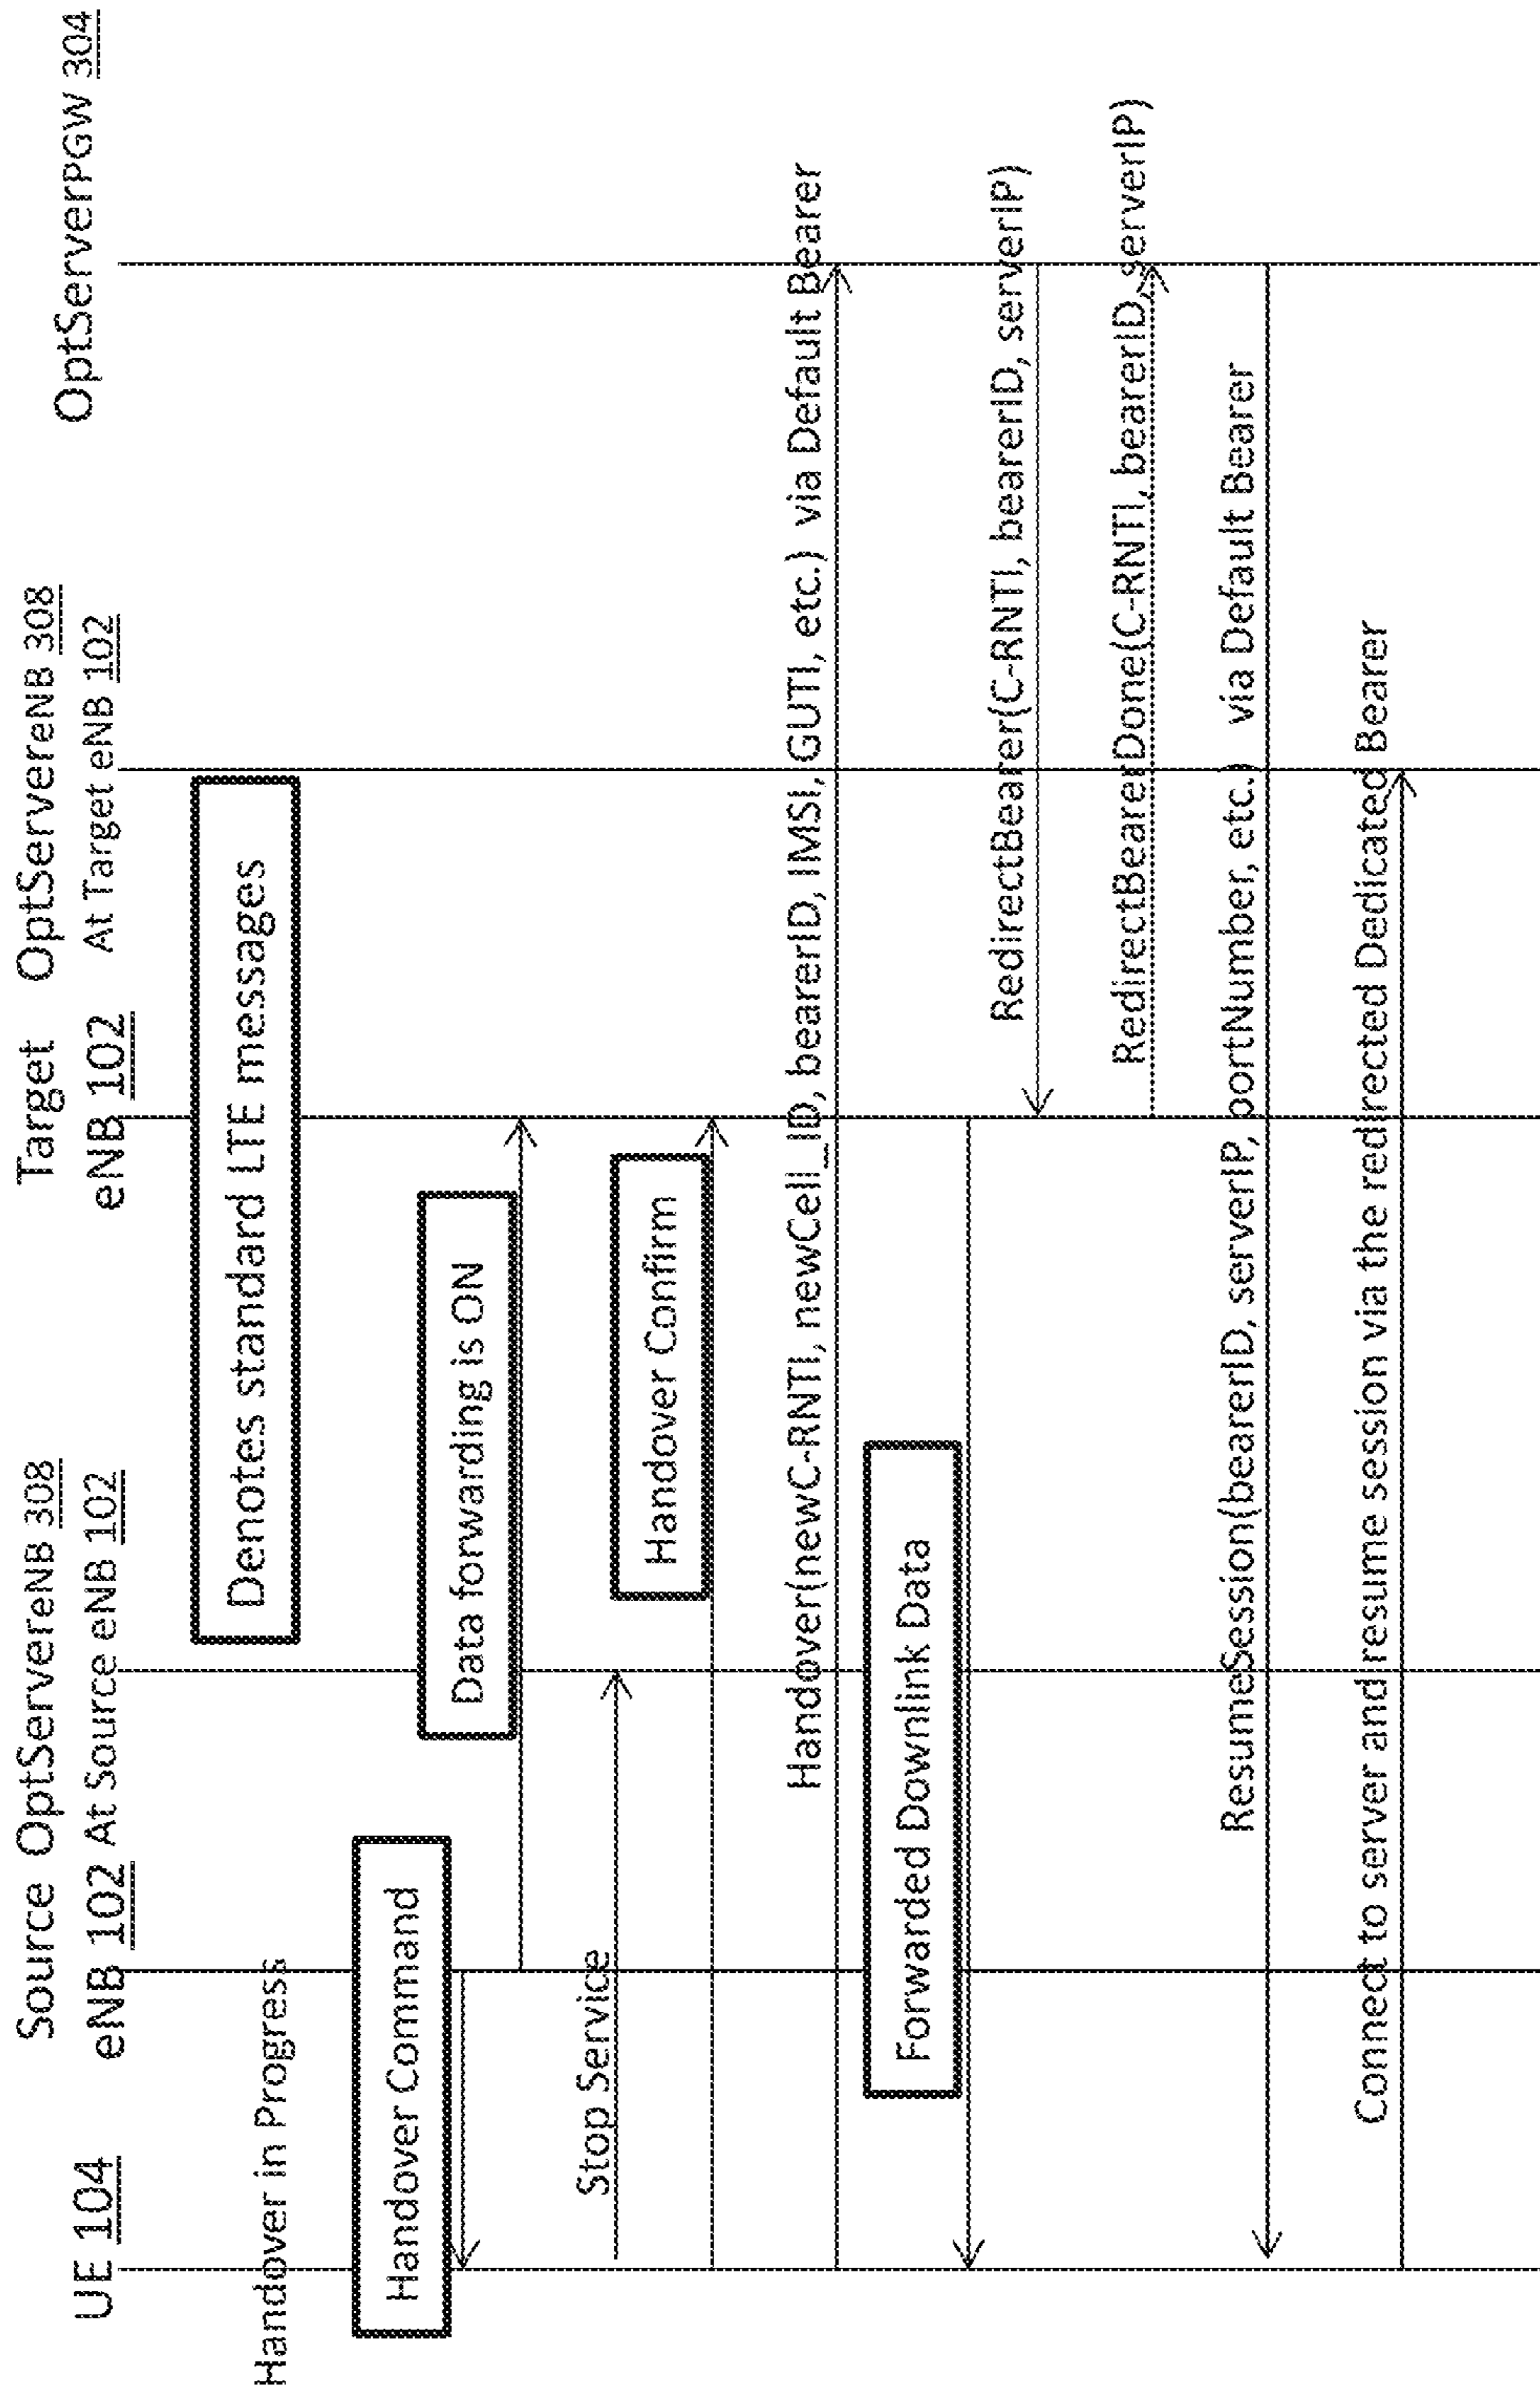 UE 104
Source OptServereNB 308
eNB 102 At Source eNB 102
Target OptServereNB 308
eNB 102 At Target eNB 102
OptServerPGW 304
Denotes standard LTE messages
Handover in Progress
Handover Command
Data forwarding is ON
Stop Service
Handover Confirm
Handover(newC-RNTI, newCell_ID, bearerID, IMSI, GUTI, etc.) via Default Bearer
Forwarded Downlink Data
RedirectBearer(C-RNTI, bearerID, serverIP)
RedirectBearerDone(C-RNTI, bearerID, serverIP)
ResumeSession(bearerID, serverIP, portNumber, etc.) via Default Bearer
Connect to server and resume session via the redirected Dedicated Bearer